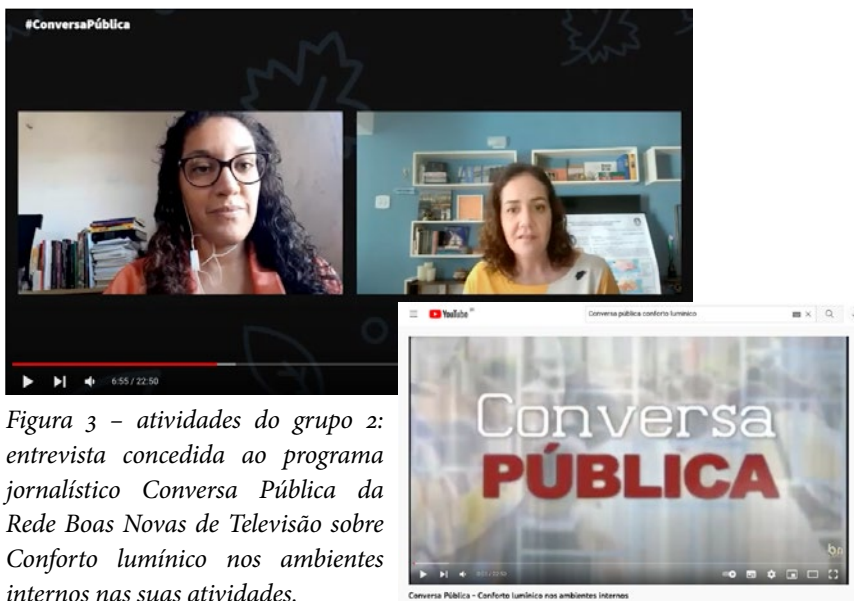 #ConversaPública
6:55 / 22:50
YouTube
Conversa pública conforto lumínico
Conversa
PÚBLICA
bn
Conversa Pública - Conforto lumínico nos ambientes internos
Figura 3 – atividades do grupo 2:
entrevista concedida ao programa
jornalístico Conversa Pública da
Rede Boas Novas de Televisão sobre
Conforto lumínico nos ambientes
internos nas suas atividades.